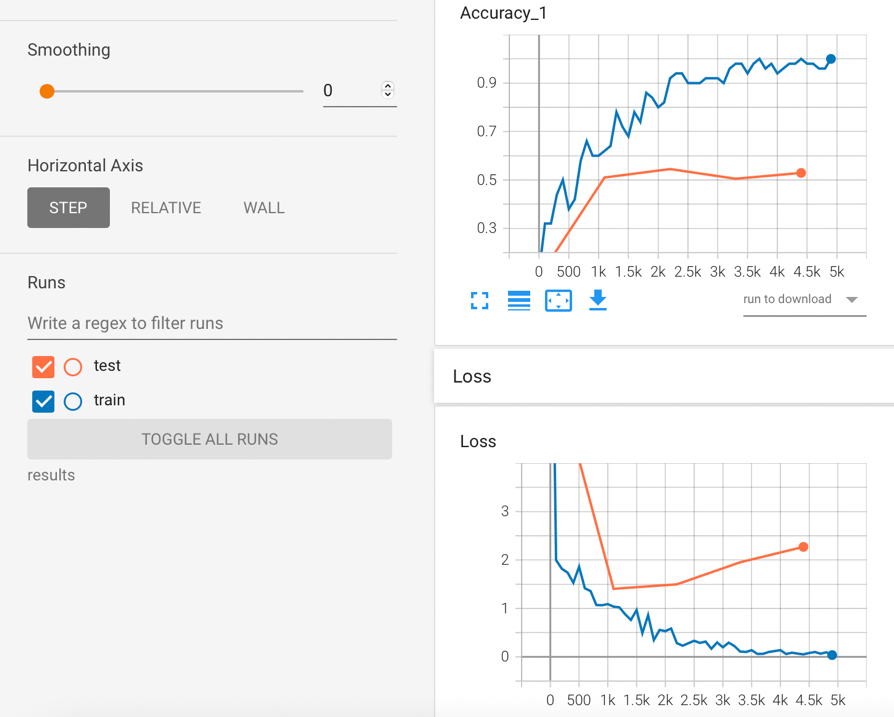 Smoothing
0
Horizontal Axis
STEP RELATIVE WALL
Runs
Write a regex to filter runs
test
train
TOGGLE ALL RUNS
results
Accuracy_1
0.9
0.7
0.5
0.3
0 500 1k 1.5k 2k 2.5k 3k 3.5k 4k 4.5k 5k
run to download
Loss
Loss
3
2
1
0
0 500 1k 1.5k 2k 2.5k 3k 3.5k 4k 4.5k 5k